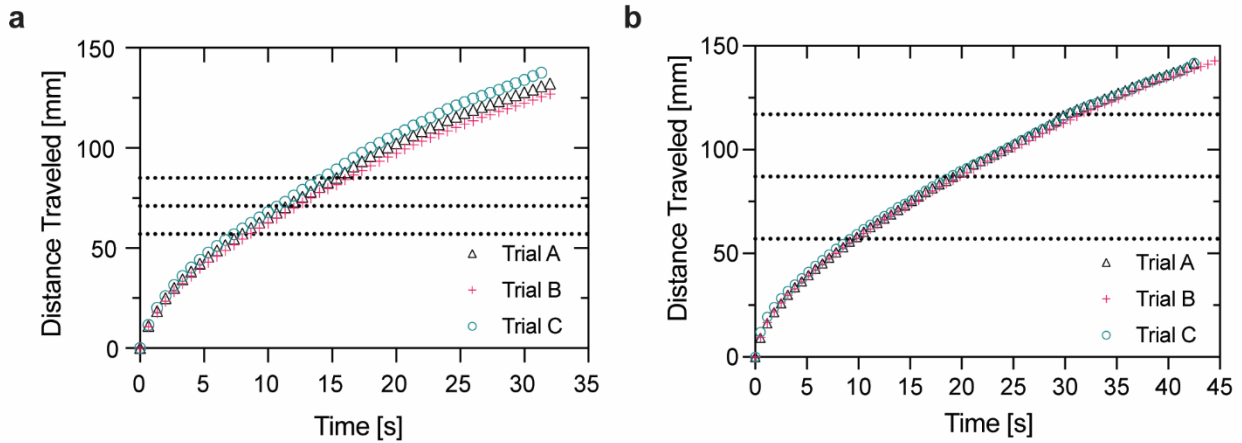 a
150
100
50
0
Distance Traveled [mm]
Trial A
Trial B
Trial C
0 5 10 15 20 25 30 35
Time [s]
b
150
100
50
0
Distance Traveled [mm]
Trial A
Trial B
Trial C
0 5 10 15 20 25 30 35 40 45
Time [s]